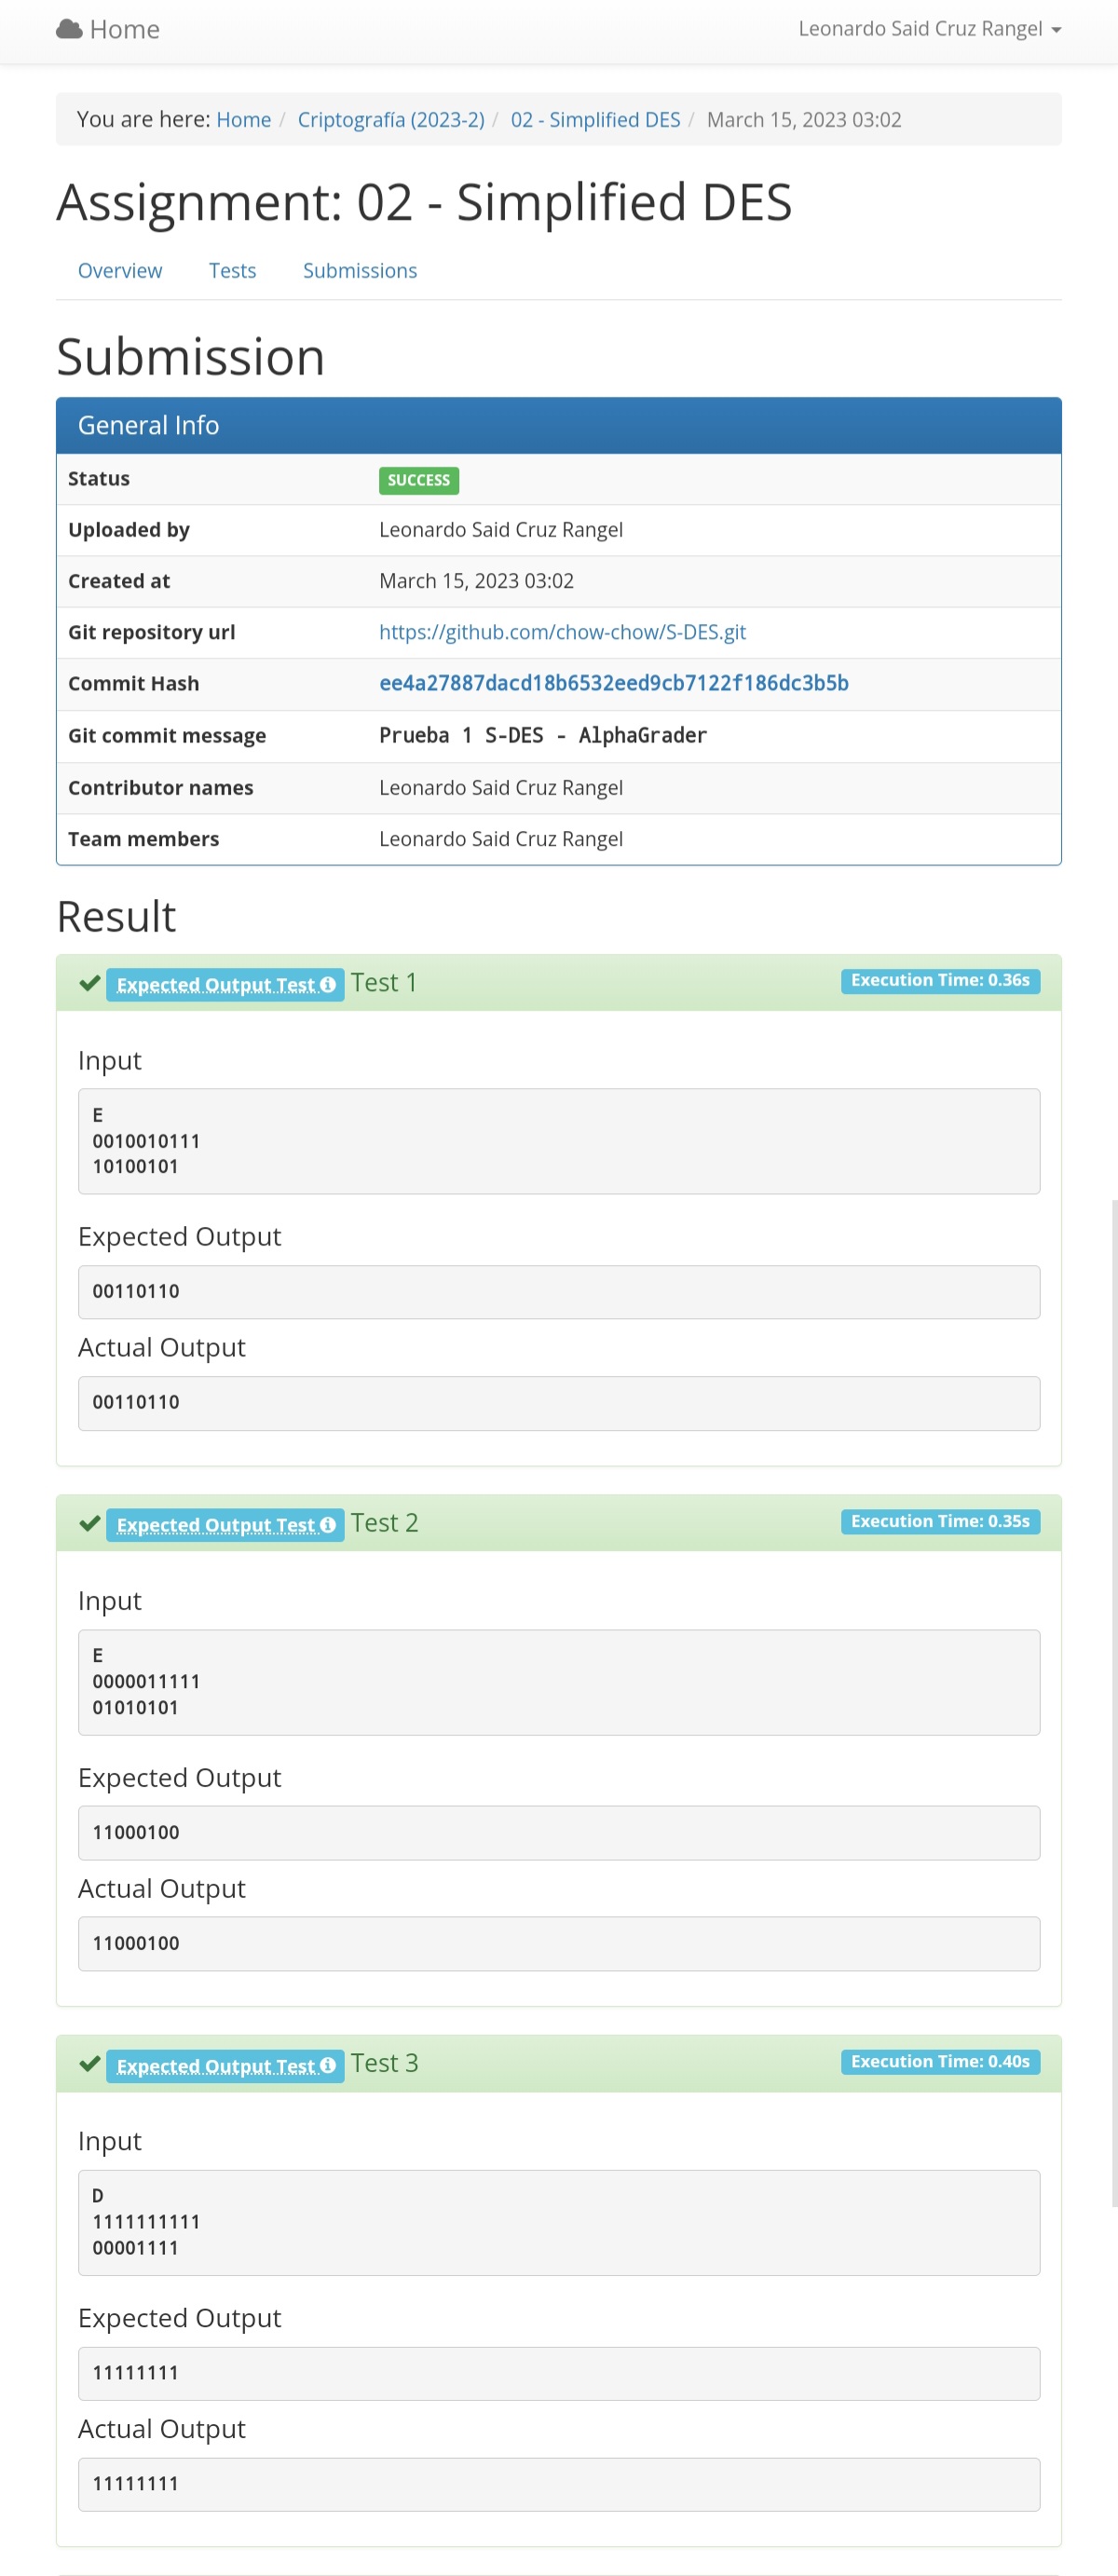 Home
Leonardo Said Cruz Rangel
You are here: Home / Criptografía (2023-2) / 02 - Simplified DES / March 15, 2023 03:02
Assignment: 02 - Simplified DES
Overview Tests Submissions
Submission
General Info
Status SUCCESS
Uploaded by Leonardo Said Cruz Rangel
Created at March 15, 2023 03:02
Git repository url https://github.com/chow-chow/S-DES.git
Commit Hash ee4a27887dacd18b6532eed9cb7122f186dc3b5b
Git commit message Prueba 1 S-DES - AlphaGrader
Contributor names Leonardo Said Cruz Rangel
Team members Leonardo Said Cruz Rangel
Result
Expected Output Test Test 1 Execution Time: 0.36s
Input
E
0010010111
10100101
Expected Output
00110110
Actual Output
00110110
Expected Output Test Test 2 Execution Time: 0.35s
Input
E
0000011111
01010101
Expected Output
11000100
Actual Output
11000100
Expected Output Test Test 3 Execution Time: 0.40s
Input
D
1111111111
00001111
Expected Output
11111111
Actual Output
11111111